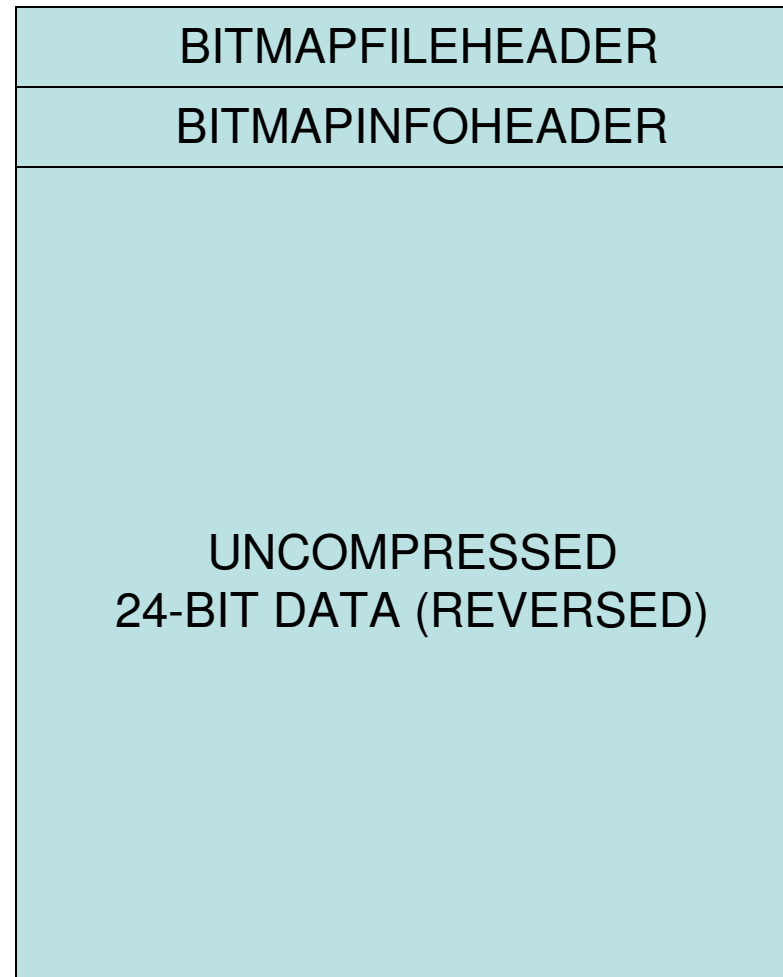 BITMAPFILEHEADER
BITMAPINFOHEADER
UNCOMPRESSED
24-BIT DATA (REVERSED)